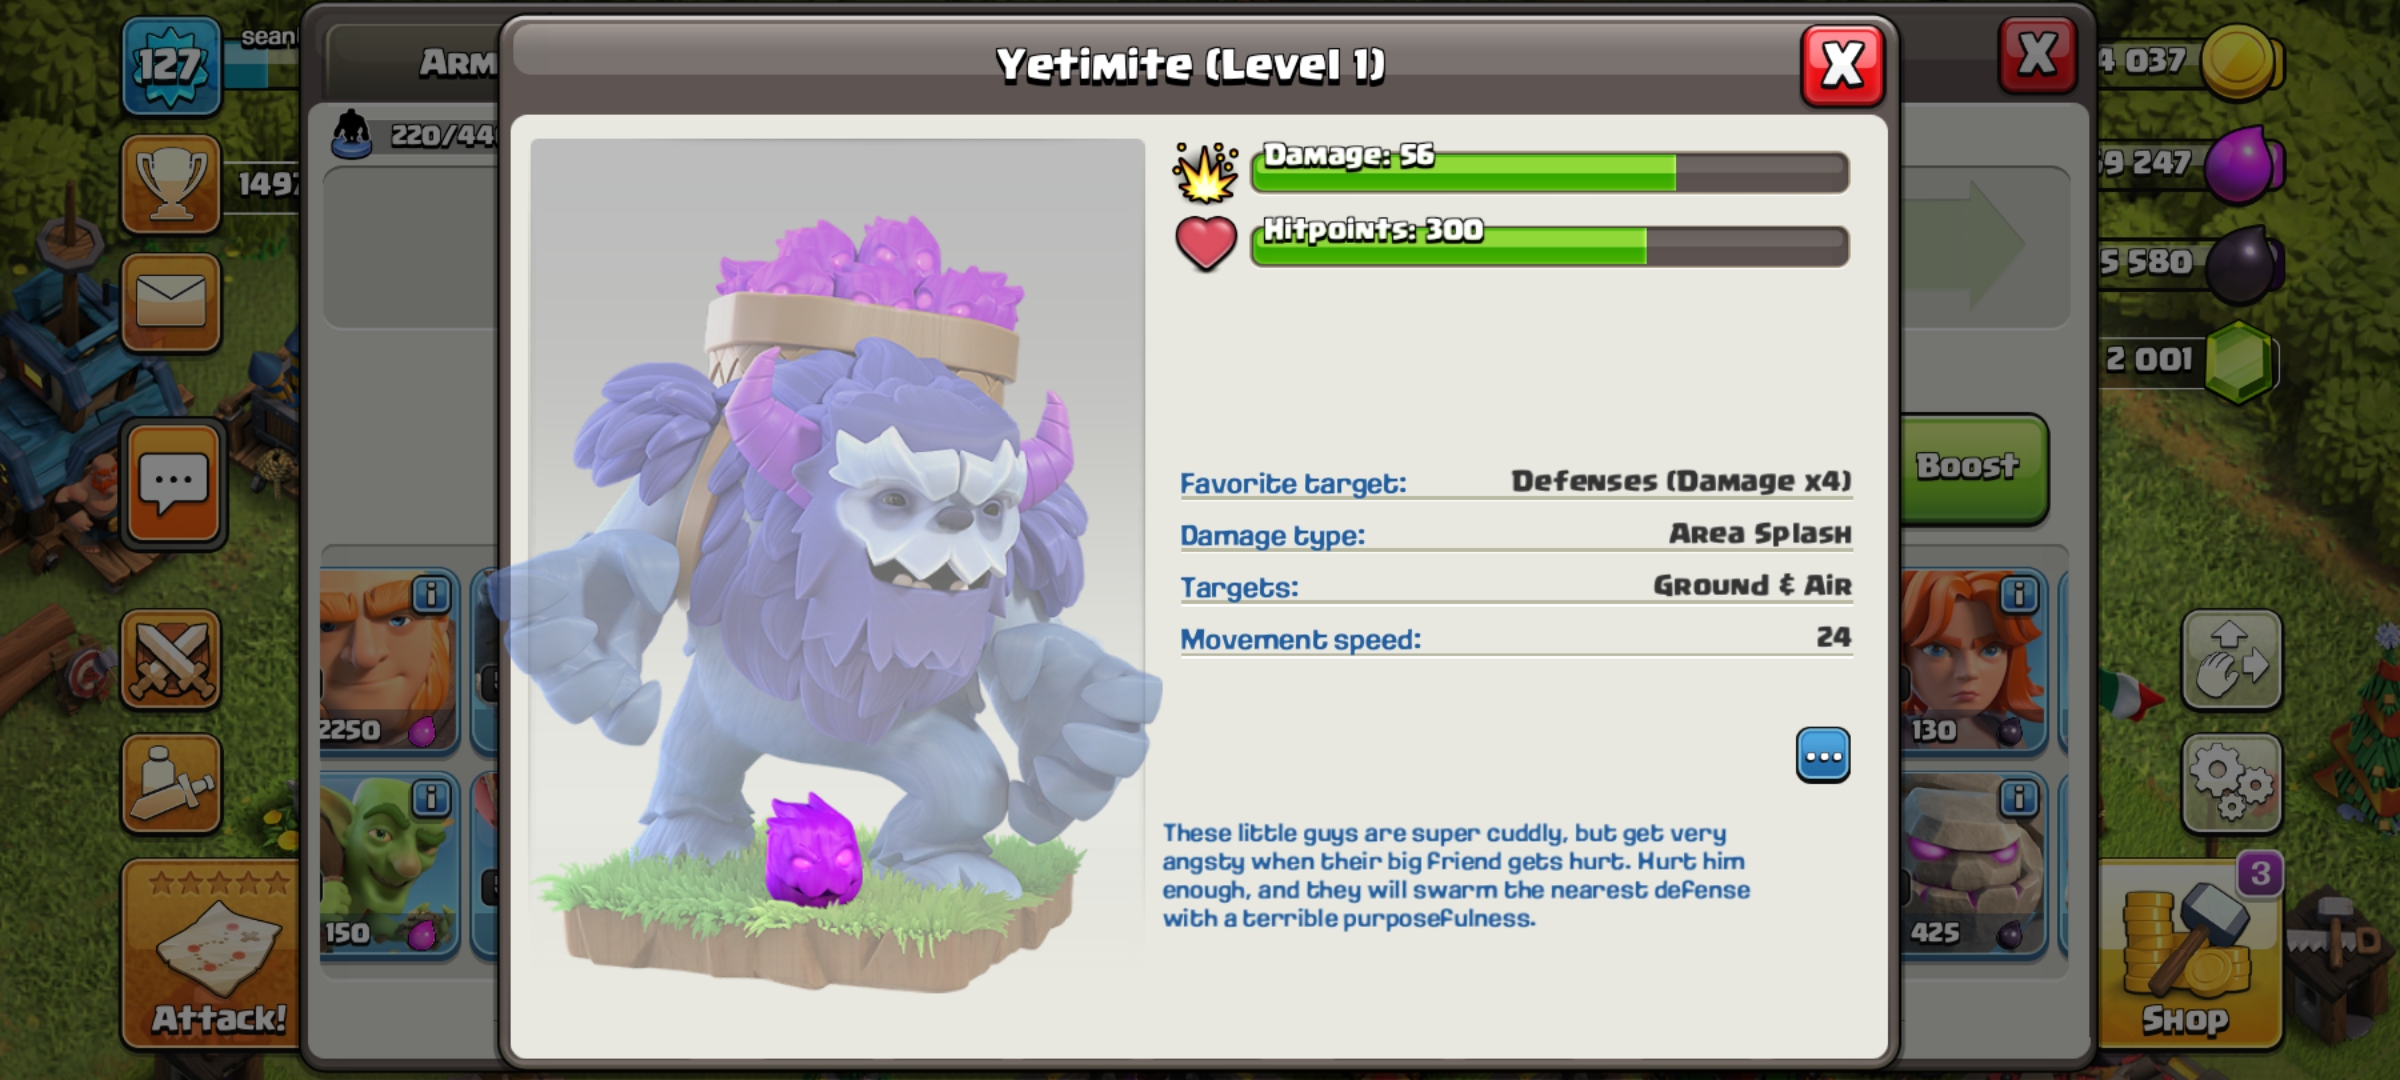 127
sean
Arm
Yetimite (Level 1)
X
X
4 037
220/44
Damage: 56
9 247
149
Hitpoints: 300
5 580
2 001
Favorite target: Defenses (Damage x4)
Boost
Damage type: Area Splash
Targets: Ground & Air
Movement speed: 24
2250
130
These little guys are super cuddly, but get very
angsty when their big friend gets hurt. Hurt him
enough, and they will swarm the nearest defense
with a terrible purposefulness.
3
150
425
Attack!
Shop